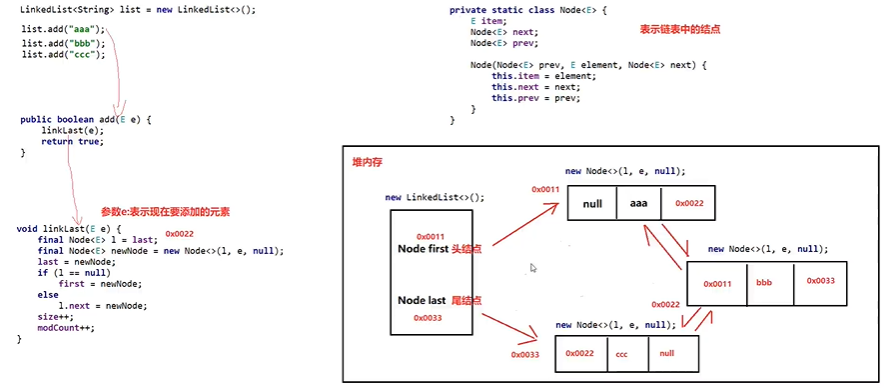 LinkedList<String> list = new LinkedList<>();
list.add("aaa");
list.add("bbb");
list.add("ccc");
public boolean add(E e) {
linkLast(e);
return true;
}
参数e:表示现在要添加的元素
void linkLast(E e) {
0x0022
final Node<E> l = last;
final Node<E> newNode = new Node<>(l, e, null);
last = newNode;
if (l == null)
first = newNode;
else
l.next = newNode;
size++;
modCount++;
}
private static class Node<E> {
E item;
Node<E> next;
Node<E> prev;
表示链表中的结点
Node(Node<E> prev, E element, Node<E> next) {
this.item = element;
this.next = next;
this.prev = prev;
}
}
堆内存
new LinkedList<>();
0x0011
Node first 头结点
Node last 尾结点
0x0033
new Node<>(l, e, null);
0x0011
null aaa 0x0022
new Node<>(l, e, null);
0x0011 bbb 0x0033
0x0022
new Node<>(l, e, null);
0x0033
0x0022 ccc null